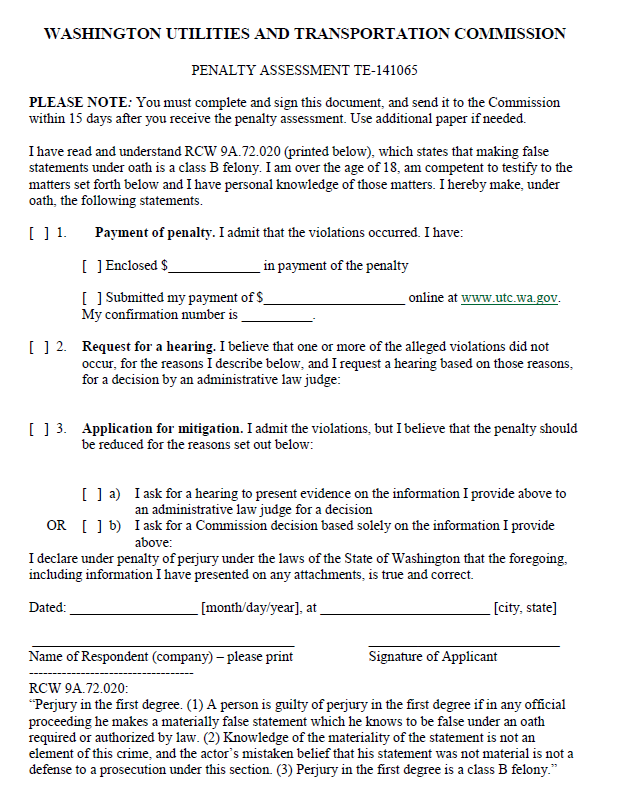 WASHINGTON UTILITIES AND TRANSPORTATION COMMISSION
PENALTY ASSESSMENT TE-141065
PLEASE NOTE: You must complete and sign this document, and send it to the Commission
within 15 days after you receive the penalty assessment. Use additional paper if needed.
I have read and understand RCW 9A.72.020 (printed below), which states that making false
statements under oath is a class B felony. I am over the age of 18, am competent to testify to the
matters set forth below and I have personal knowledge of those matters. I hereby make, under
oath, the following statements.
[ ] 1. Payment of penalty. I admit that the violations occurred. I have:
[ ] Enclosed $______________ in payment of the penalty
[ ] Submitted my payment of $_____________________ online at www.utc.wa.gov.
My confirmation number is __________.
[ ] 2. Request for a hearing. I believe that one or more of the alleged violations did not
occur, for the reasons I describe below, and I request a hearing based on those reasons,
for a decision by an administrative law judge:
[ ] 3. Application for mitigation. I admit the violations, but I believe that the penalty should
be reduced for the reasons set out below:
[ ] a) I ask for a hearing to present evidence on the information I provide above to
an administrative law judge for a decision
OR [ ] b) I ask for a Commission decision based solely on the information I provide
above:
I declare under penalty of perjury under the laws of the State of Washington that the foregoing,
including information I have presented on any attachments, is true and correct.
Dated: ___________________ [month/day/year], at _________________________ [city, state]
_______________________________________ ____________________________
Name of Respondent (company) – please print Signature of Applicant
-----------------------------------
RCW 9A.72.020:
“Perjury in the first degree. (1) A person is guilty of perjury in the first degree if in any official
proceeding he makes a materially false statement which he knows to be false under an oath
required or authorized by law. (2) Knowledge of the materiality of the statement is not an
element of this crime, and the actor’s mistaken belief that his statement was not material is not a
defense to a prosecution under this section. (3) Perjury in the first degree is a class B felony.”